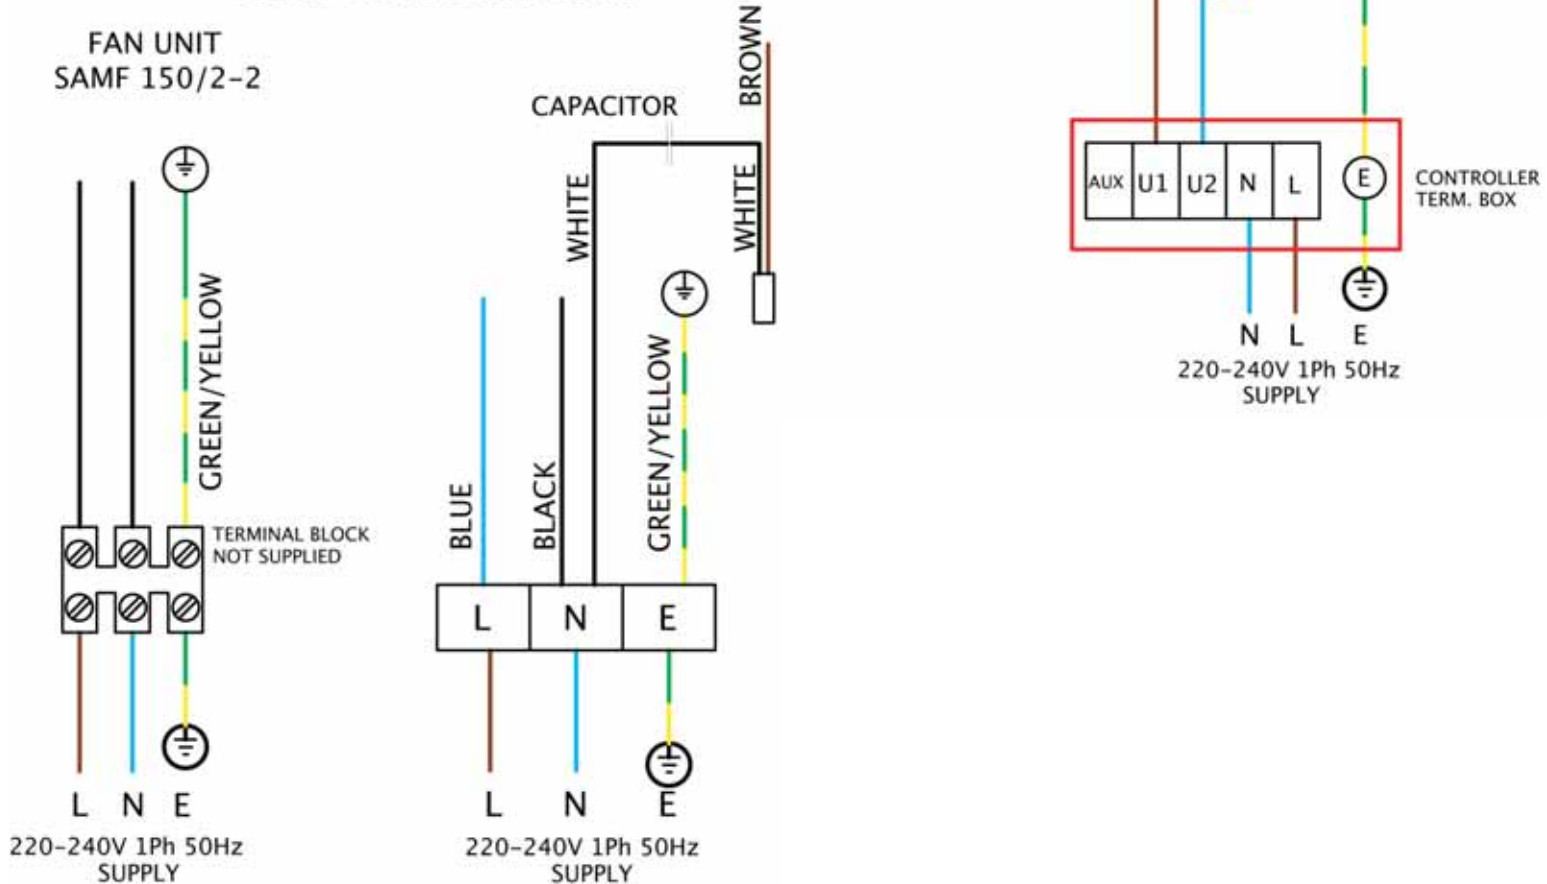 FAN UNIT
SAMF 150/2-2
GREEN/YELLOW
TERMINAL BLOCK
NOT SUPPLIED
L N E
220-240V 1Ph 50Hz
SUPPLY
CAPACITOR
BROWN
WHITE
WHITE
BLUE
BLACK
GREEN/YELLOW
L N E
L N E
220-240V 1Ph 50Hz
SUPPLY
AUX U1 U2 N L E
CONTROLLER
TERM. BOX
N L E
220-240V 1Ph 50Hz
SUPPLY